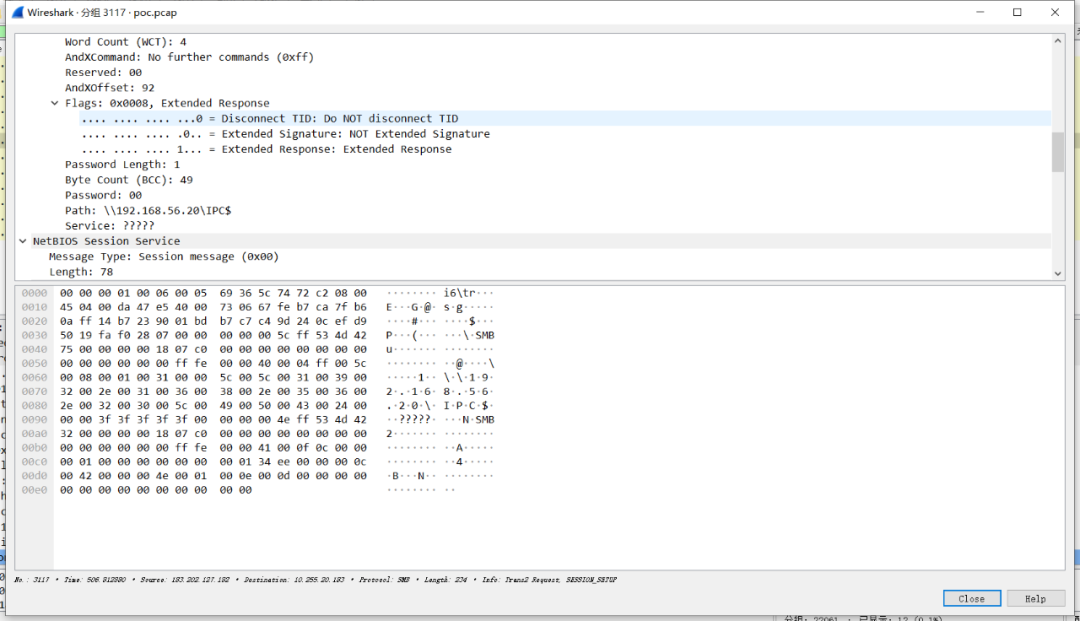 Wireshark · 分组 3117 · poc.pcap
Word Count (WCT): 4
AndXCommand: No further commands (0xff)
Reserved: 00
AndXOffset: 92
Flags: 0x0008, Extended Response
.... .... .... ...0 = Disconnect TID: Do NOT disconnect TID
.... .... .... .0.. = Extended Signature: NOT Extended Signature
.... .... .... 1... = Extended Response: Extended Response
Password Length: 1
Byte Count (BCC): 49
Password: 00
Path: \\192.168.56.20\IPC$
Service: ?????
NetBIOS Session Service
Message Type: Session message (0x00)
Length: 78
0000 00 00 00 01 00 06 00 05 69 36 5c 74 72 c2 08 00 ········ i6\tr···
0010 45 04 00 da 47 e5 40 00 73 06 67 fe b7 ca 7f b6 E···G·@· s·g·····
0020 0a ff 14 b7 23 90 01 bd b7 c7 c4 9d 24 0c ef d9 ····#··· ····$···
0030 50 19 fa f0 28 07 00 00 00 00 00 5c ff 53 4d 42 P···(··· ···\·SMB
0040 75 00 00 00 00 18 07 c0 00 00 00 00 00 00 00 00 u······· ········
0050 00 00 00 00 00 00 ff fe 00 00 40 00 04 ff 00 5c ········ ··@····\
0060 00 08 00 01 00 31 00 00 5c 00 5c 00 31 00 39 00 ·····1·· \·\·1·9·
0070 32 00 2e 00 31 00 36 00 38 00 2e 00 35 00 36 00 2·.·1·6· 8·.·5·6·
0080 2e 00 32 00 30 00 5c 00 49 00 50 00 43 00 24 00 .·2·0·\· I·P·C·$·
0090 00 00 3f 3f 3f 3f 3f 00 00 00 00 4e ff 53 4d 42 ··?????· ···N·SMB
00a0 32 00 00 00 00 18 07 c0 00 00 00 00 00 00 00 00 2······· ········
00b0 00 00 00 00 00 00 ff fe 00 00 41 00 0f 0c 00 00 ········ ··A·····
00c0 00 01 00 00 00 00 00 00 00 01 34 ee 00 00 00 0c ········ ··4·····
00d0 00 42 00 00 00 4e 00 01 00 0e 00 0d 00 00 00 00 ·B···N·· ········
00e0 00 00 00 00 00 00 00 00 00 00 ········ ··
No.: 3117 · Time: 506.812880 · Source: 183.202.127.182 · Destination: 10.255.20.183 · Protocol: SMB · Length: 234 · Info: Trans2 Request, SESSION_SETUP
Close Help